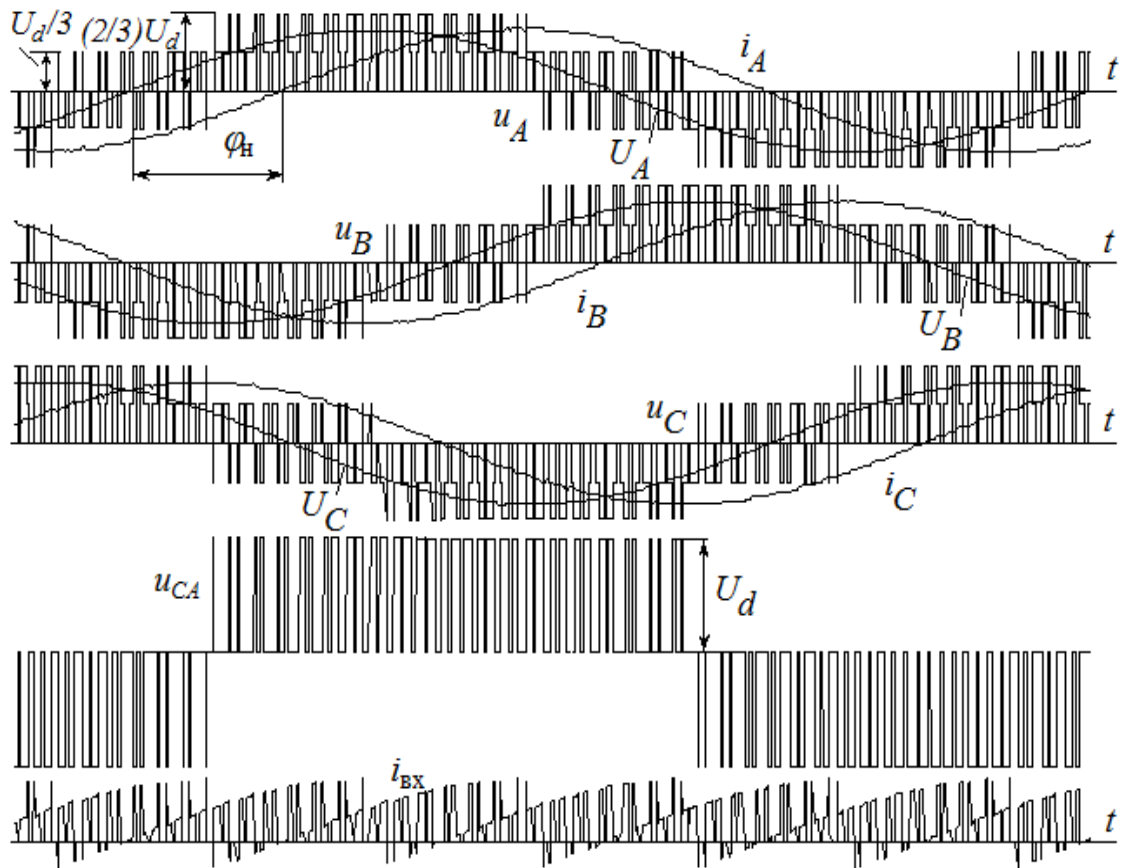 U_d/3 (2/3)U_d
i_A
t
u_A
U_A
φ_н
u_B
t
i_B
U_B
u_C
t
U_C
i_C
u_CA
U_d
i_вх
t